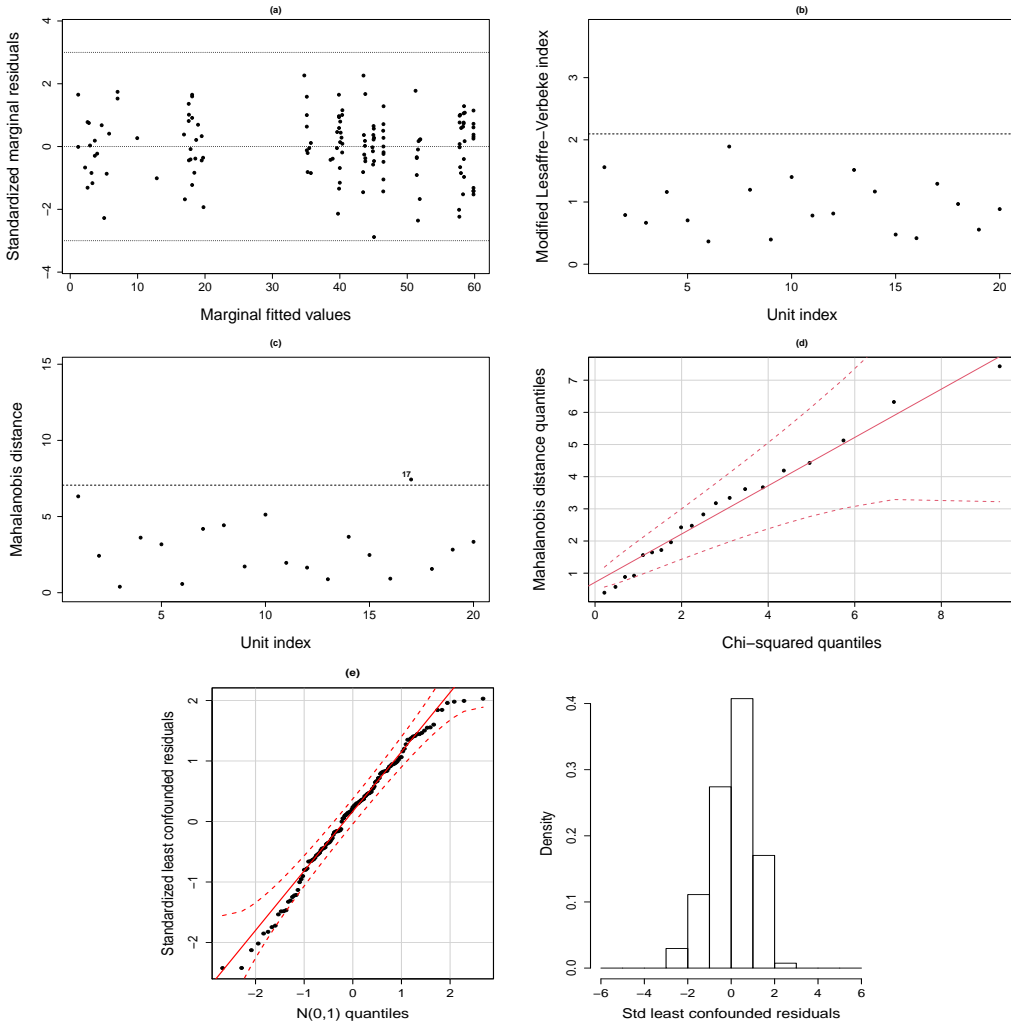 (a)
Standardized marginal residuals
−4 −2 0 2 4
0 10 20 30 40 50 60
Marginal fitted values
(b)
Modified Lesaffre−Verbeke index
0 1 2 3
5 10 15 20
Unit index
(c)
Mahalanobis distance
0 5 10 15
17
5 10 15 20
Unit index
(d)
Mahalanobis distance quantiles
1 2 3 4 5 6 7
0 2 4 6 8
Chi−squared quantiles
(e)
Standardized least confounded residuals
−2 −1 0 1 2
−2 −1 0 1 2
N(0,1) quantiles
Density
0.0 0.1 0.2 0.3 0.4
−6 −4 −2 0 2 4 6
Std least confounded residuals